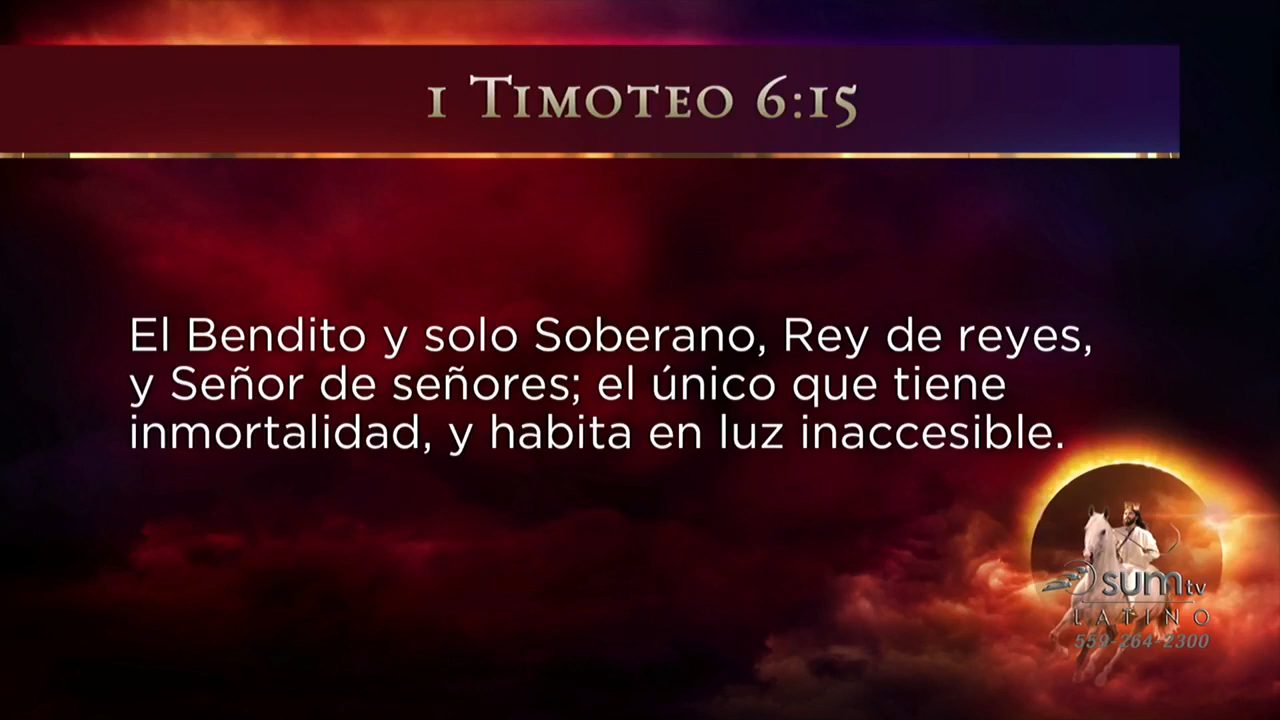 1 TIMOTEO 6:15
El Bendito y solo Soberano, Rey de reyes,
y Señor de señores; el único que tiene
inmortalidad, y habita en luz inaccesible.
sumtv
LATINO
559-264-2300